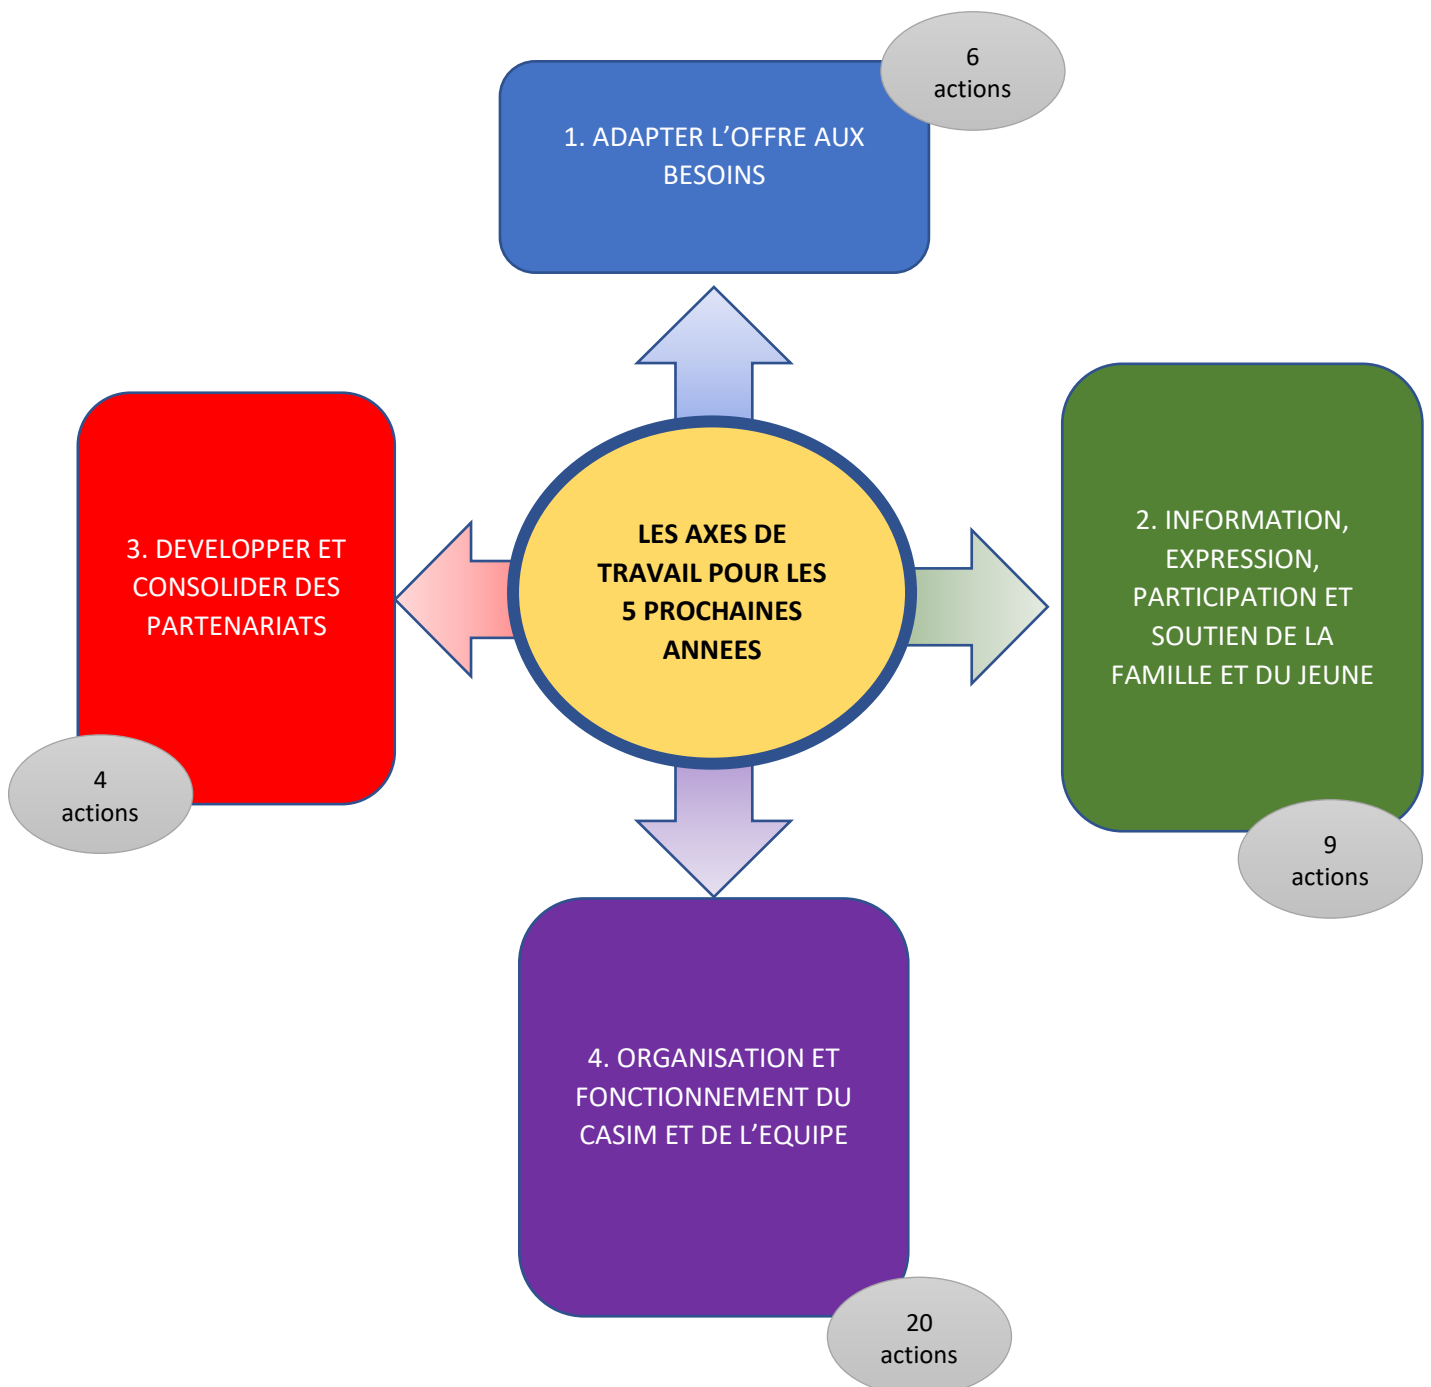 6
actions
1. ADAPTER L’OFFRE AUX
BESOINS
LES AXES DE
TRAVAIL POUR LES
5 PROCHAINES
ANNEES
2. INFORMATION,
EXPRESSION,
PARTICIPATION ET
SOUTIEN DE LA
FAMILLE ET DU JEUNE
9
actions
3. DEVELOPPER ET
CONSOLIDER DES
PARTENARIATS
4
actions
4. ORGANISATION ET
FONCTIONNEMENT DU
CASIM ET DE L’EQUIPE
20
actions